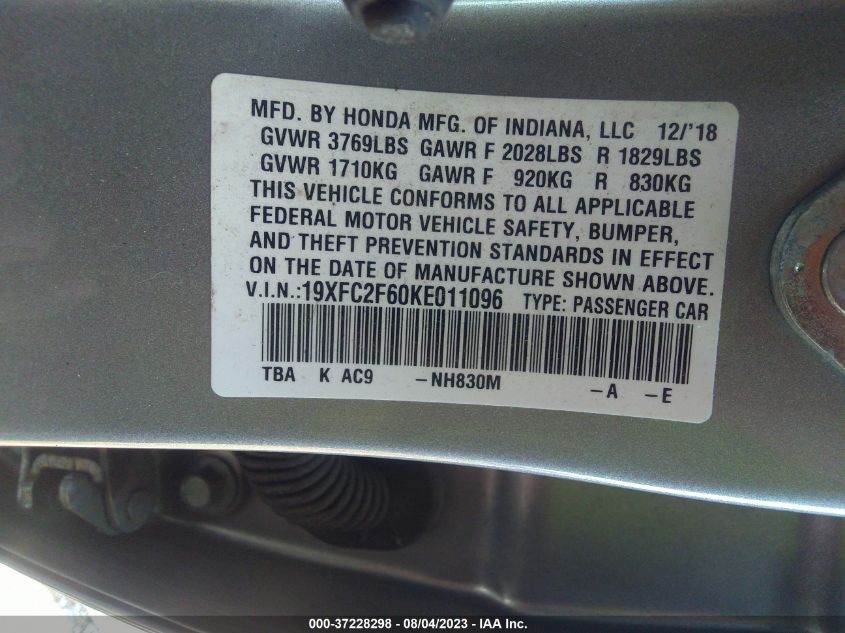 MFD. BY HONDA MFG. OF INDIANA, LLC 12/'18
GVWR 3769LBS GAWR F 2028LBS R 1829LBS
GVWR 1710KG GAWR F 920KG R 830KG
THIS VEHICLE CONFORMS TO ALL APPLICABLE
FEDERAL MOTOR VEHICLE SAFETY, BUMPER,
AND THEFT PREVENTION STANDARDS IN EFFECT
ON THE DATE OF MANUFACTURE SHOWN ABOVE.
V.I.N.:19XFC2F60KE011096 TYPE: PASSENGER CAR
TBA K AC9 -NH830M -A -E
000-37228298 - 08/04/2023 - IAA Inc.